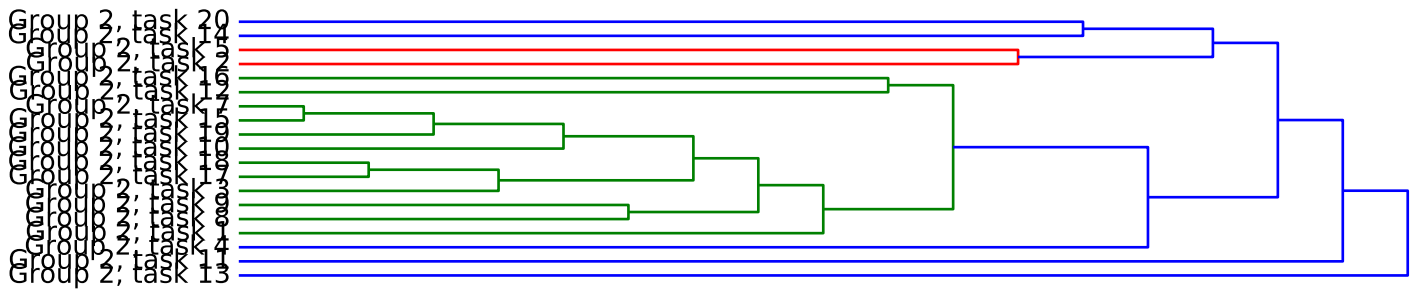 Group 2, task 20
Group 2, task 14
Group 2, task 5
Group 2, task 2
Group 2, task 16
Group 2, task 12
Group 2, task 7
Group 2, task 15
Group 2, task 19
Group 2, task 10
Group 2, task 18
Group 2, task 17
Group 2, task 3
Group 2, task 9
Group 2, task 8
Group 2, task 1
Group 2, task 4
Group 2, task 11
Group 2, task 13